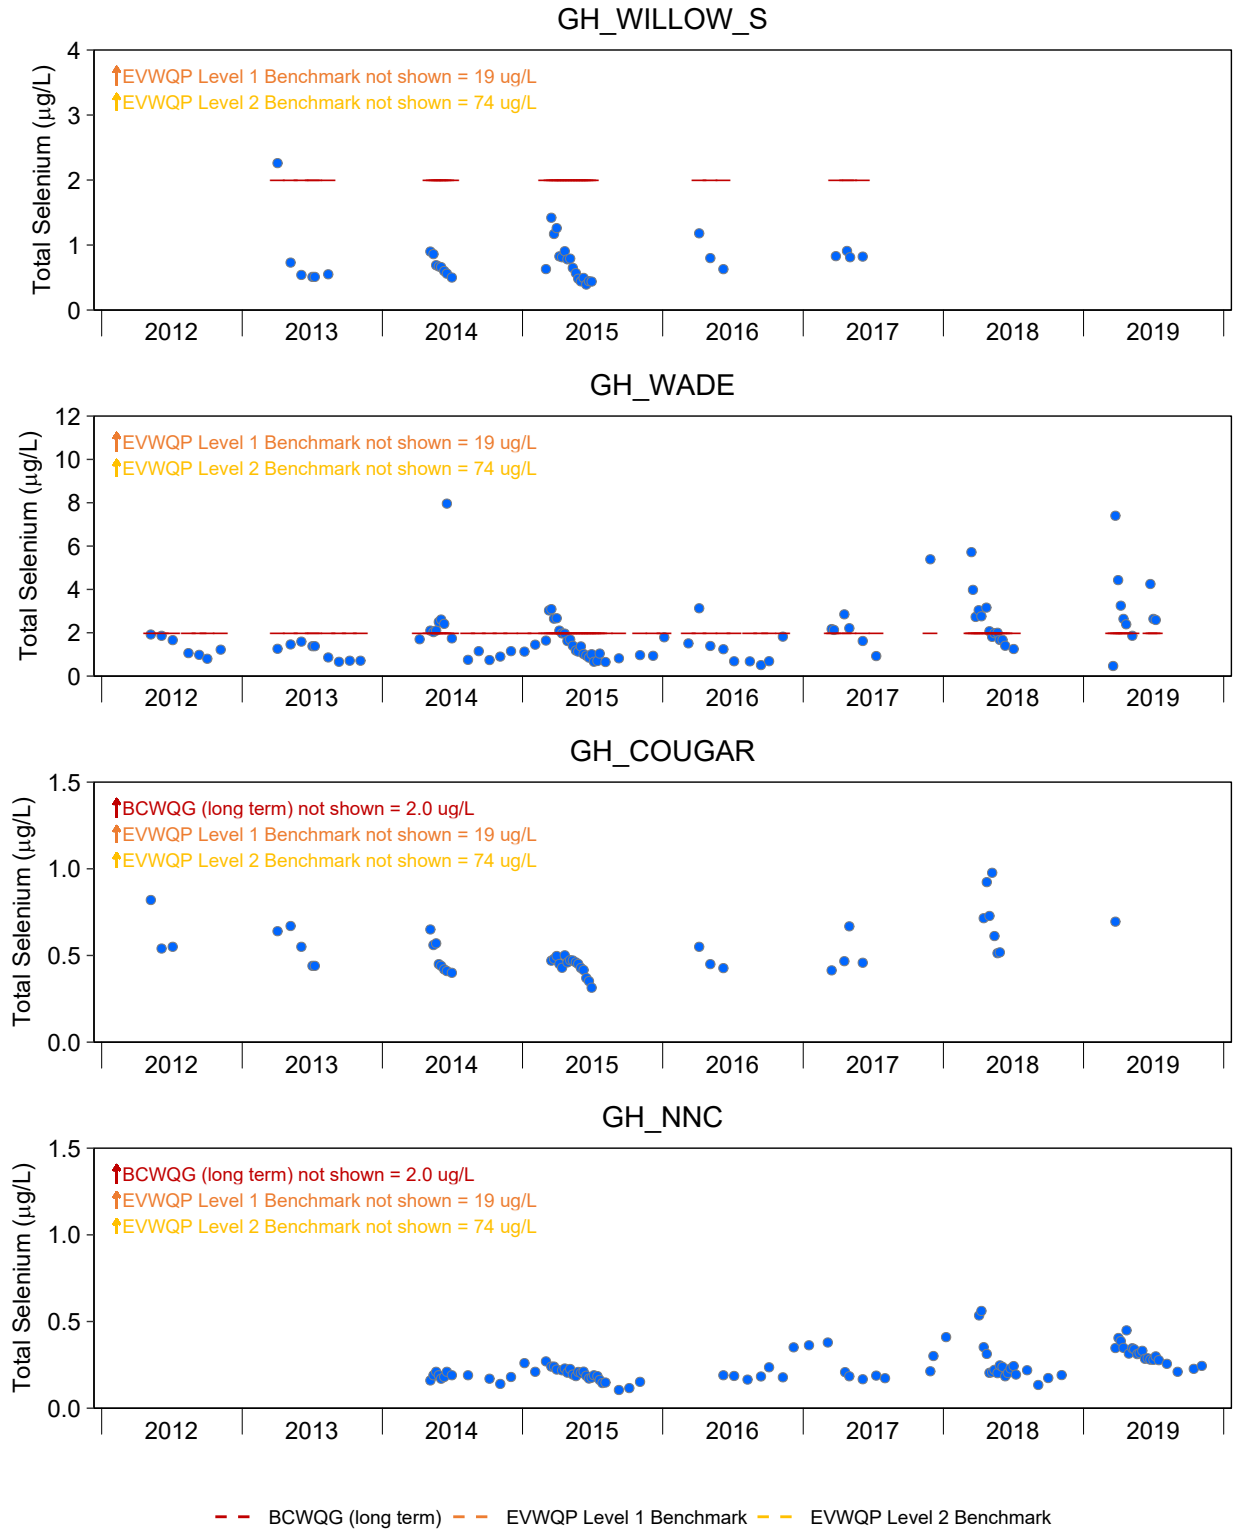 GH_WILLOW_S
Total Selenium (µg/L)
4
3
2
1
0
EVWQP Level 1 Benchmark not shown = 19 ug/L
EVWQP Level 2 Benchmark not shown = 74 ug/L
2012 2013 2014 2015 2016 2017 2018 2019
GH_WADE
Total Selenium (µg/L)
12
10
8
6
4
2
0
EVWQP Level 1 Benchmark not shown = 19 ug/L
EVWQP Level 2 Benchmark not shown = 74 ug/L
2012 2013 2014 2015 2016 2017 2018 2019
GH_COUGAR
Total Selenium (µg/L)
1.5
1.0
0.5
0.0
BCWQG (long term) not shown = 2.0 ug/L
EVWQP Level 1 Benchmark not shown = 19 ug/L
EVWQP Level 2 Benchmark not shown = 74 ug/L
2012 2013 2014 2015 2016 2017 2018 2019
GH_NNC
Total Selenium (µg/L)
1.5
1.0
0.5
0.0
BCWQG (long term) not shown = 2.0 ug/L
EVWQP Level 1 Benchmark not shown = 19 ug/L
EVWQP Level 2 Benchmark not shown = 74 ug/L
2012 2013 2014 2015 2016 2017 2018 2019
BCWQG (long term) EVWQP Level 1 Benchmark EVWQP Level 2 Benchmark